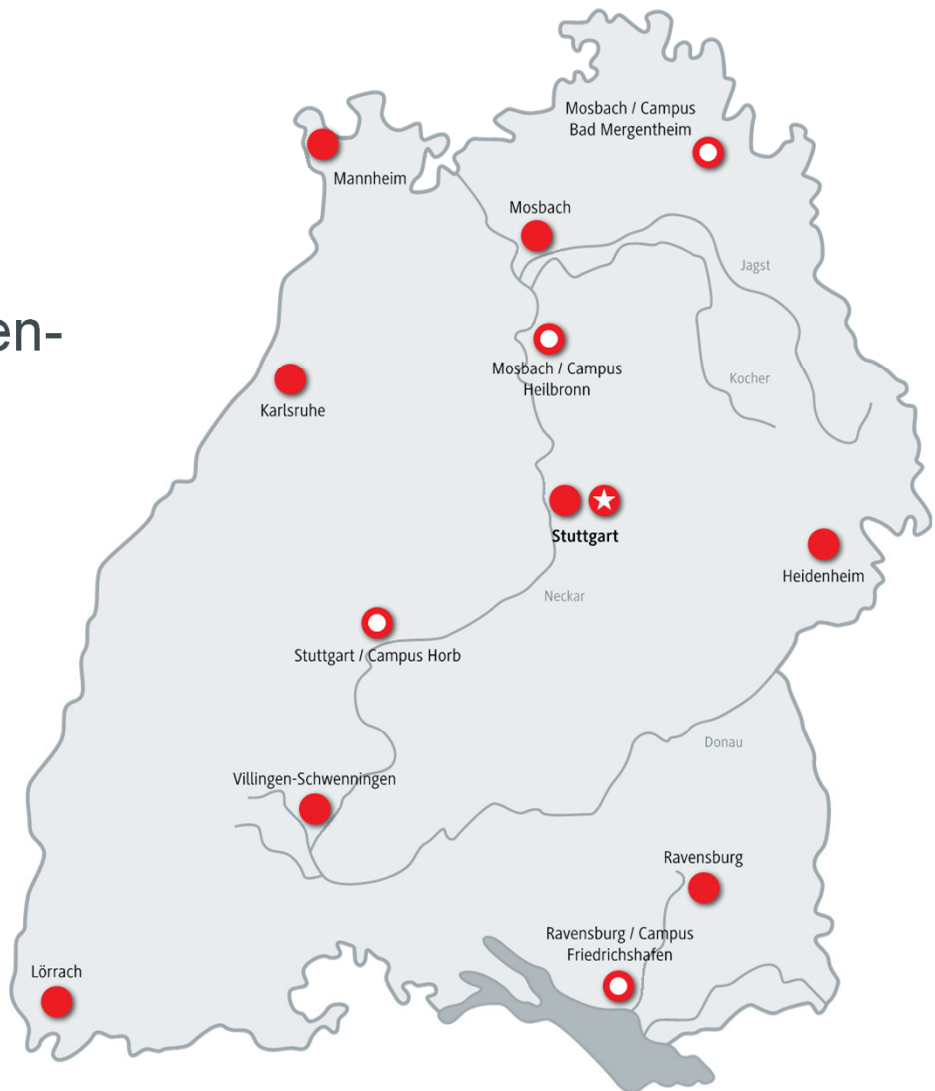 Mosbach / Campus
Bad Mergentheim
Mannheim
Mosbach
Jagst
en-
Mosbach / Campus
Heilbronn
Kocher
Karlsruhe
Stuttgart
Heidenheim
Neckar
Stuttgart / Campus Horb
Donau
Villingen-Schwenningen
Ravensburg
Ravensburg / Campus
Friedrichshafen
Lörrach